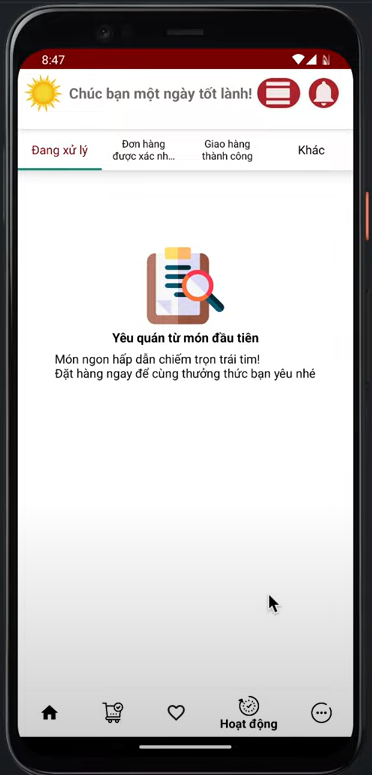 8:47
Chúc bạn một ngày tốt lành!
Đang xử lý
Đơn hàng
được xác nh...
Giao hàng
thành công
Khác
Yêu quán từ món đầu tiên
Món ngon hấp dẫn chiếm trọn trái tim!
Đặt hàng ngay để cùng thưởng thức bạn yêu nhé
Hoạt động